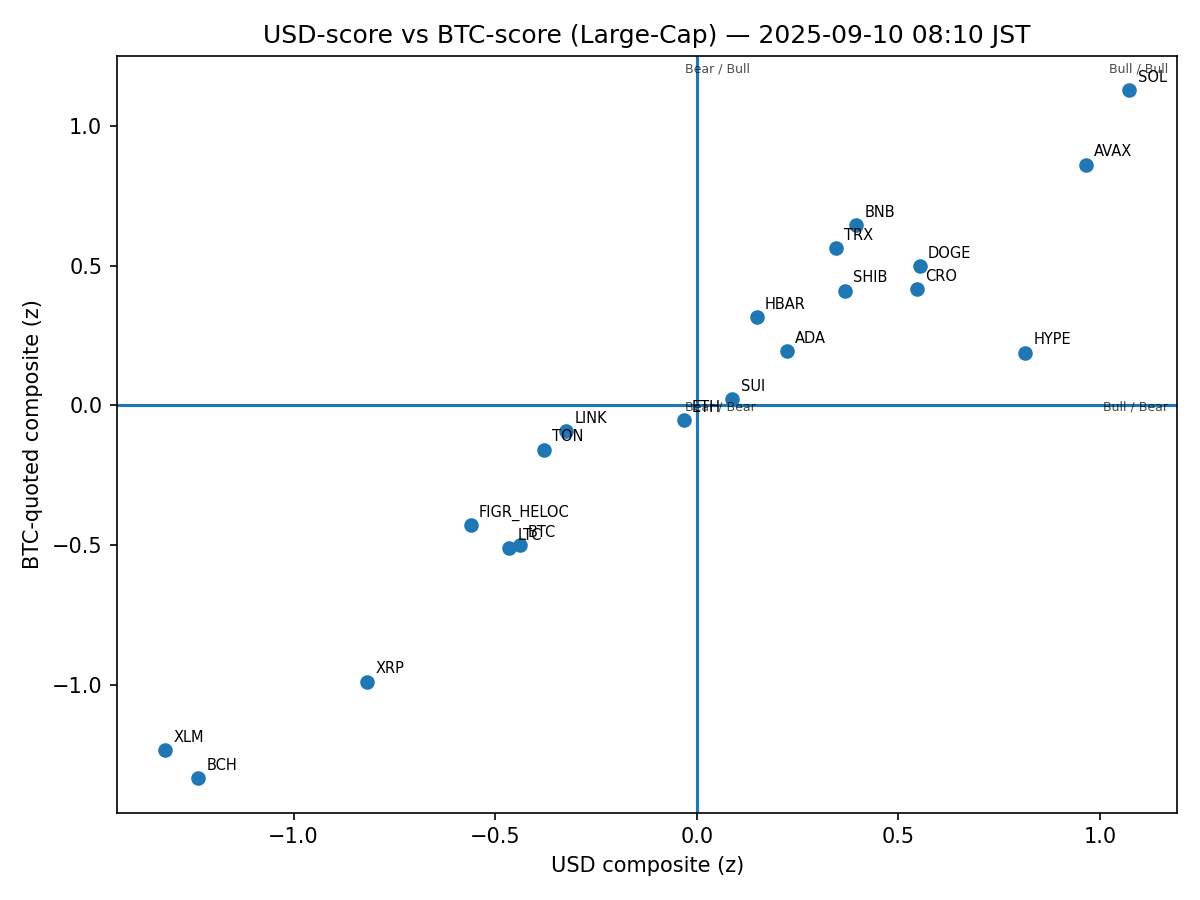 USD-score vs BTC-score (Large-Cap) — 2025-09-10 08:10 JST
Bear / Bull
Bull / Bull
SOL
AVAX
BNB
TRX
DOGE
CRO
SHIB
HBAR
ADA
HYPE
SUI
ETH
Bear / Bear
Bull / Bear
LINK
TON
FIGR_HELOC
LTC
BTC
XRP
XLM
BCH
1.0
0.5
0.0
−0.5
−1.0
BTC-quoted composite (z)
−1.0
−0.5
0.0
0.5
1.0
USD composite (z)